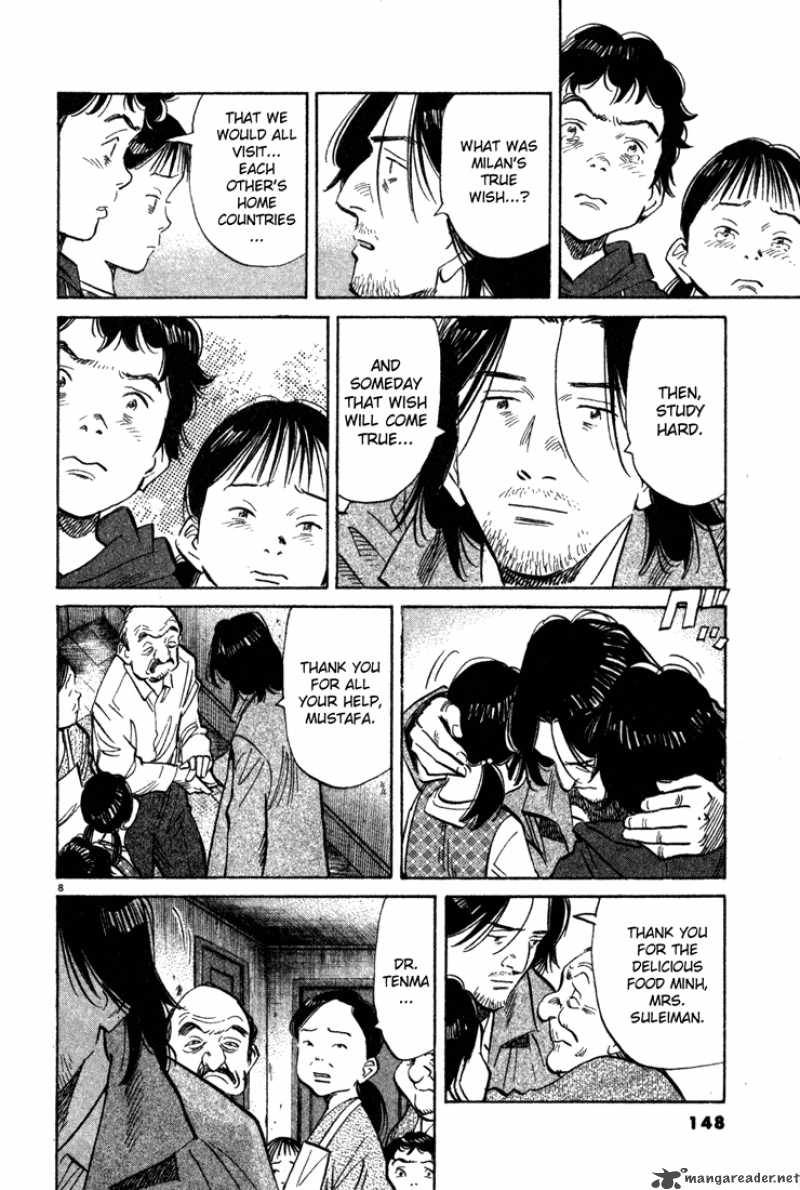 WHAT WAS
MILAN'S
TRUE
WISH...?
THAT WE
WOULD ALL
VISIT...
EACH
OTHER'S
HOME
COUNTRIES
...
THEN,
STUDY
HARD.
AND
SOMEDAY
THAT WISH
WILL COME
TRUE...
THANK YOU
FOR ALL
YOUR HELP,
MUSTAFA.
8
THANK YOU
FOR THE
DELICIOUS
FOOD MINH,
MRS.
SULEIMAN.
DR.
TENMA
...
148
mangareader.net